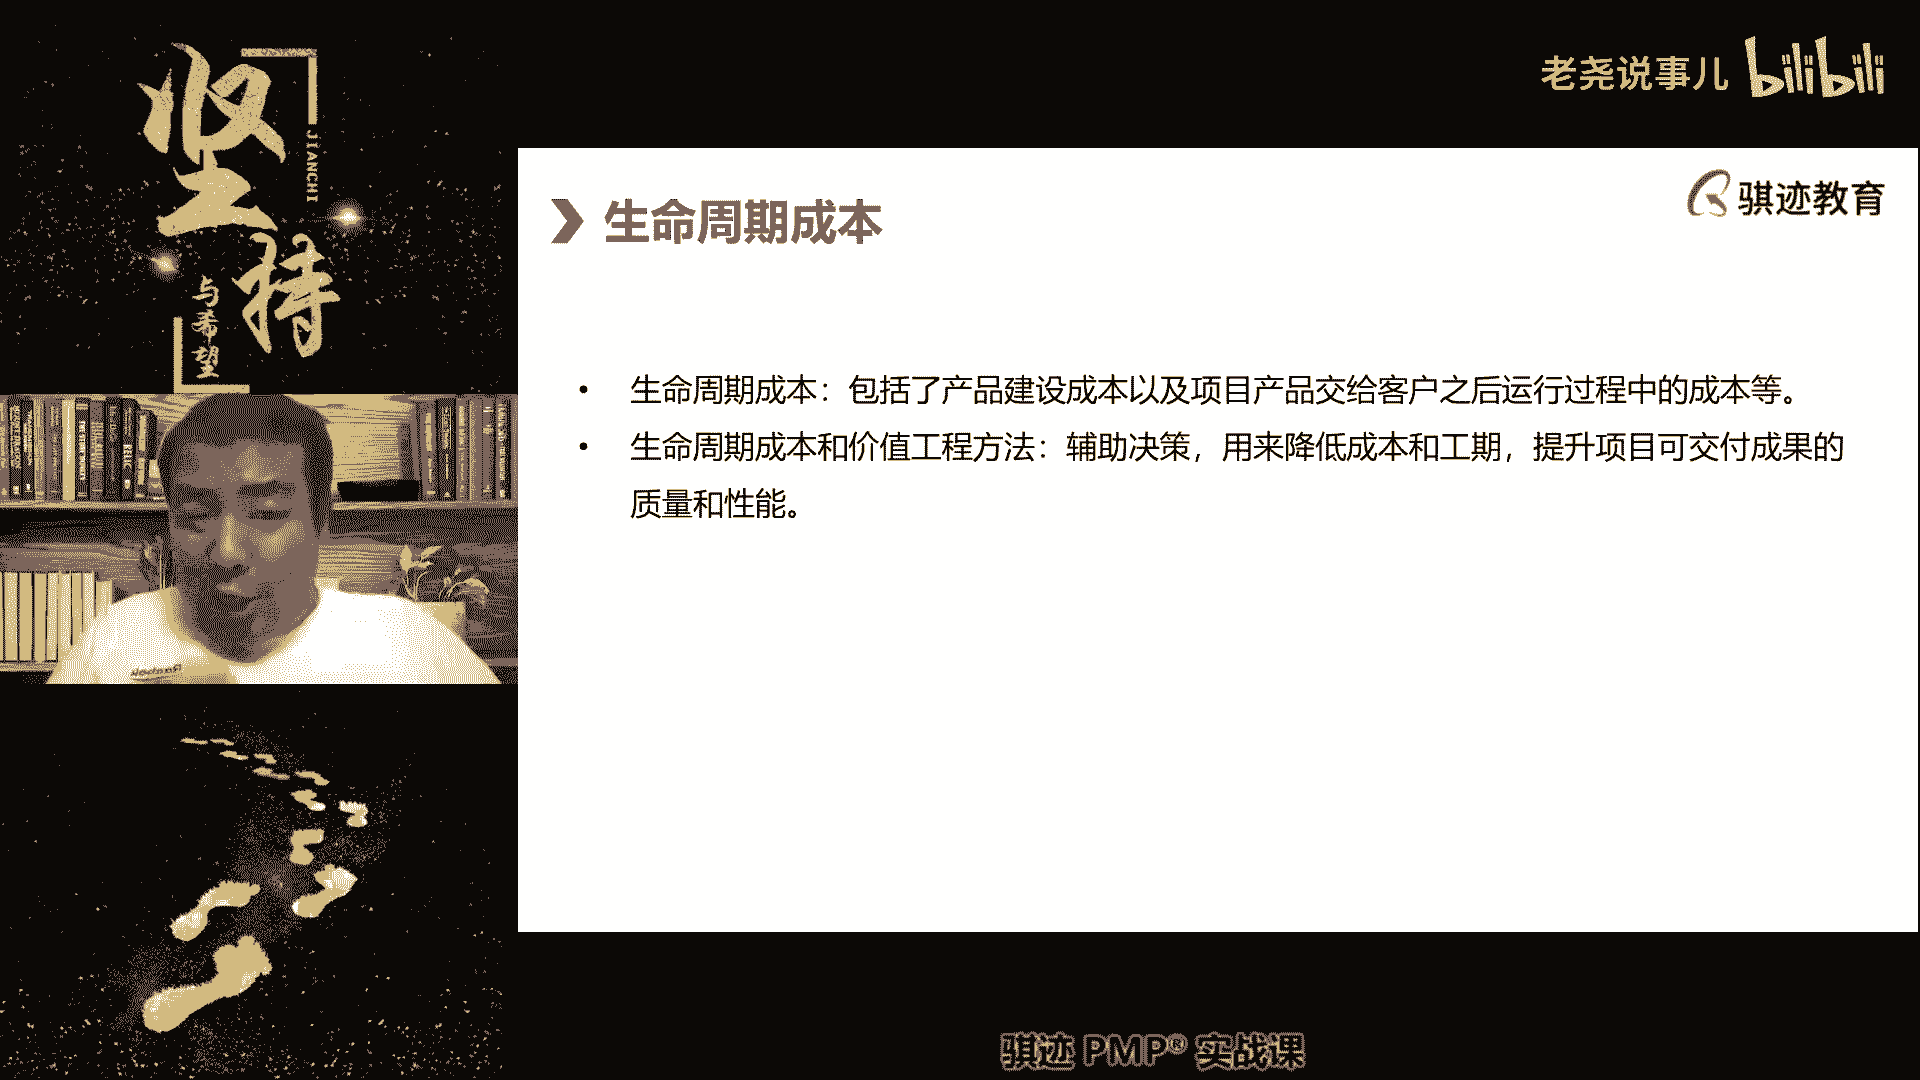 坚持
JIANCHI
与希望
老尧说事儿 bilibili
骐迹教育
生命周期成本
• 生命周期成本：包括了产品建设成本以及项目产品交给客户之后运行过程中的成本等。
• 生命周期成本和价值工程方法：辅助决策，用来降低成本和工期，提升项目可交付成果的
质量和性能。
骐迹 PMP® 实战课